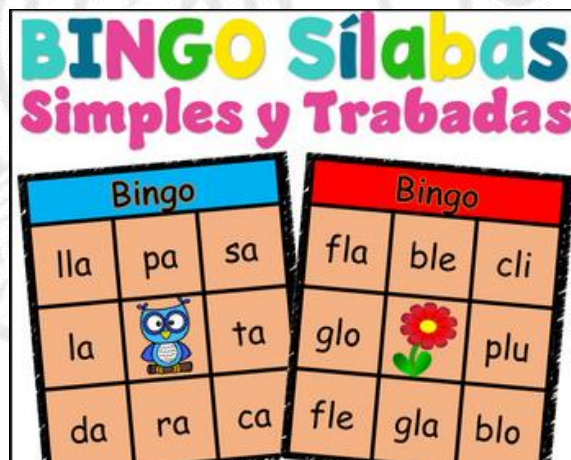 BINGO Sílabas
Simples y Trabadas
Bingo
lla pa sa
la ta
da ra ca
Bingo
fla ble cli
glo plu
fle gla blo